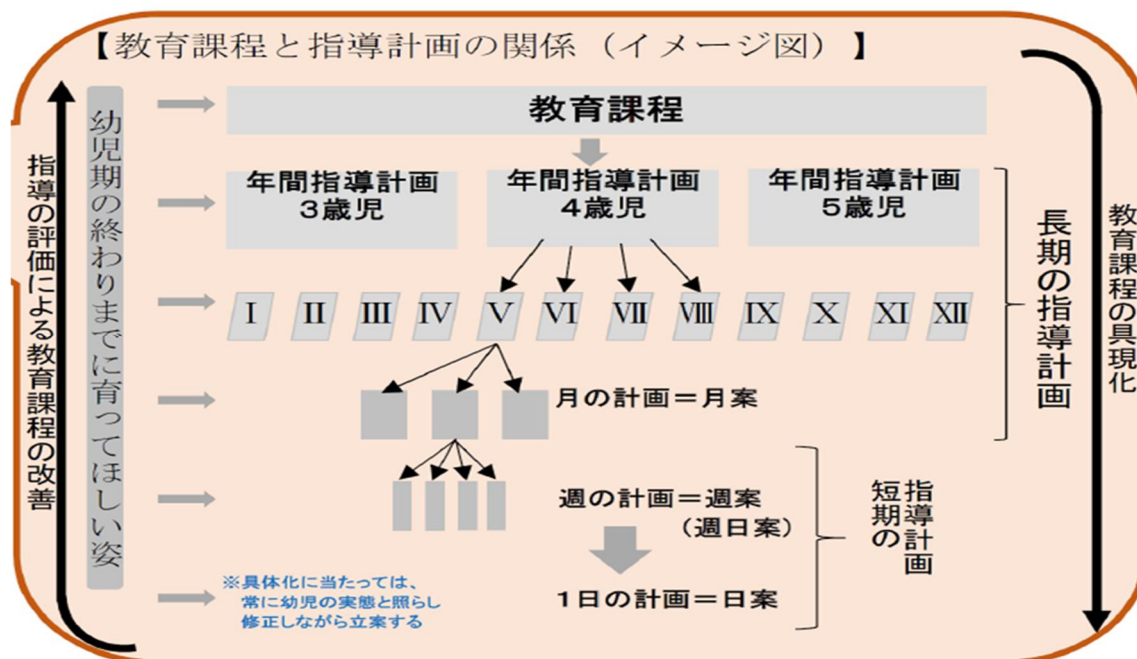 【教育課程と指導計画の関係（イメージ図）】
指導の評価による教育課程の改善
幼児期の終わりまでに育ってほしい姿
教育課程
年間指導計画
3歳児
年間指導計画
4歳児
年間指導計画
5歳児
Ⅰ Ⅱ Ⅲ Ⅳ Ⅴ Ⅵ Ⅶ Ⅷ Ⅸ Ⅹ Ⅺ Ⅻ
月の計画＝月案
週の計画＝週案
（週日案）
1日の計画＝日案
※具体化に当たっては、
常に幼児の実態と照らし
修正しながら立案する
長期の指導計画
短期の
指導計画
教育課程の具現化